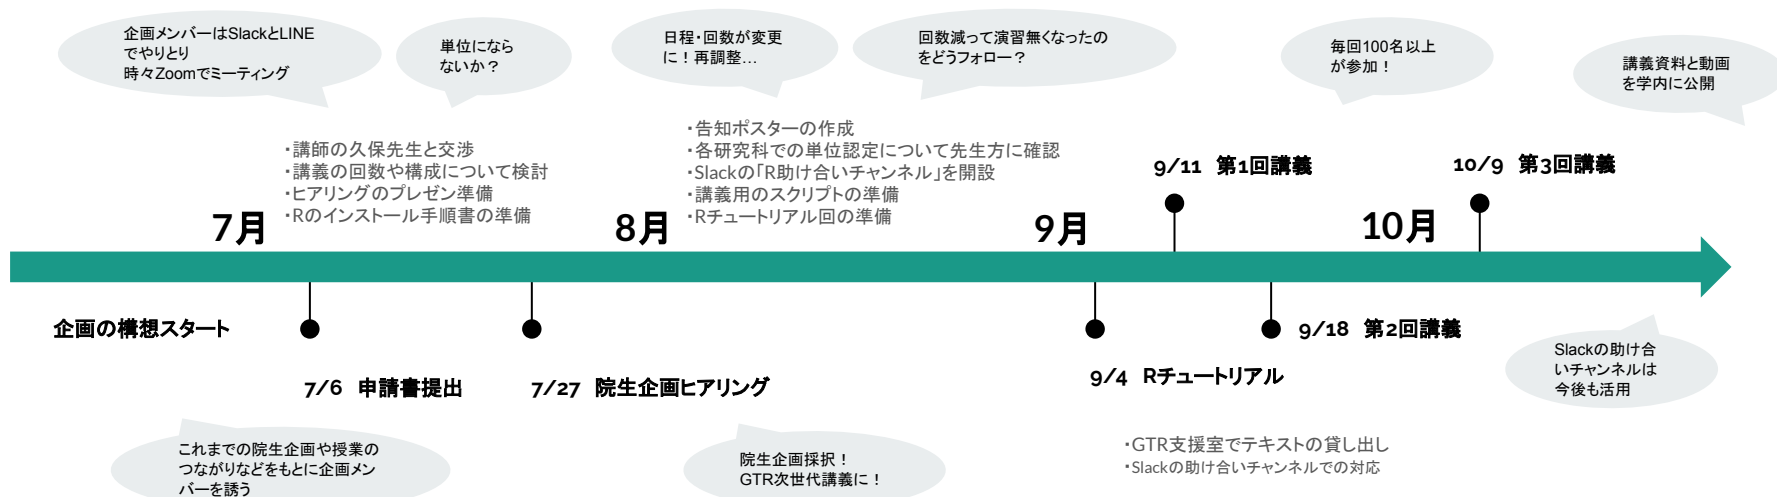 企画メンバーはSlackとLINE
でやりとり
時々Zoomでミーティング
単位になら
ないか？
日程・回数が変更
に！再調整…
回数減って演習無くなったの
をどうフォロー？
毎回100名以上
が参加！
講義資料と動画
を学内に公開
・講師の久保先生と交渉
・講義の回数や構成について検討
・ヒアリングのプレゼン準備
・Rのインストール手順書の準備
・告知ポスターの作成
・各研究科での単位認定について先生方に確認
・Slackの「R助け合いチャンネル」を開設
・講義用のスクリプトの準備
・Rチュートリアル回の準備
9/11 第1回講義
10/9 第3回講義
7月
8月
9月
10月
企画の構想スタート
7/6 申請書提出
7/27 院生企画ヒアリング
9/4 Rチュートリアル
9/18 第2回講義
Slackの助け合
いチャンネルは
今後も活用
これまでの院生企画や授業の
つながりなどをもとに企画メン
バーを誘う
院生企画採択！
GTR次世代講義に！
・GTR支援室でテキストの貸し出し
・Slackの助け合いチャンネルでの対応